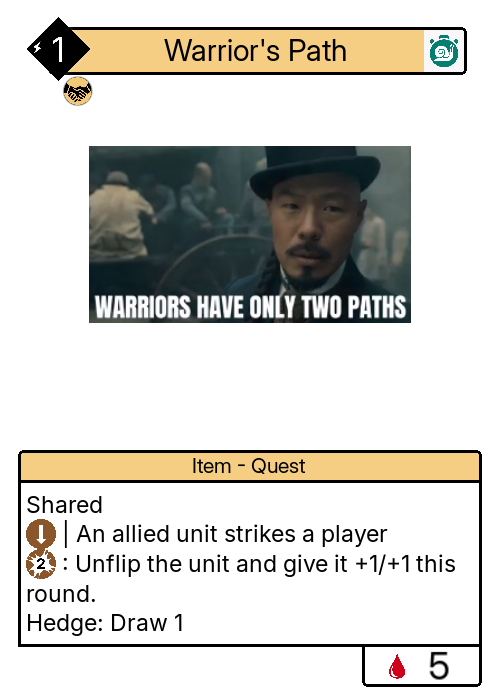 1
Warrior's Path
WARRIORS HAVE ONLY TWO PATHS
Item - Quest
Shared
| An allied unit strikes a player
2 : Unflip the unit and give it +1/+1 this
round.
Hedge: Draw 1
5